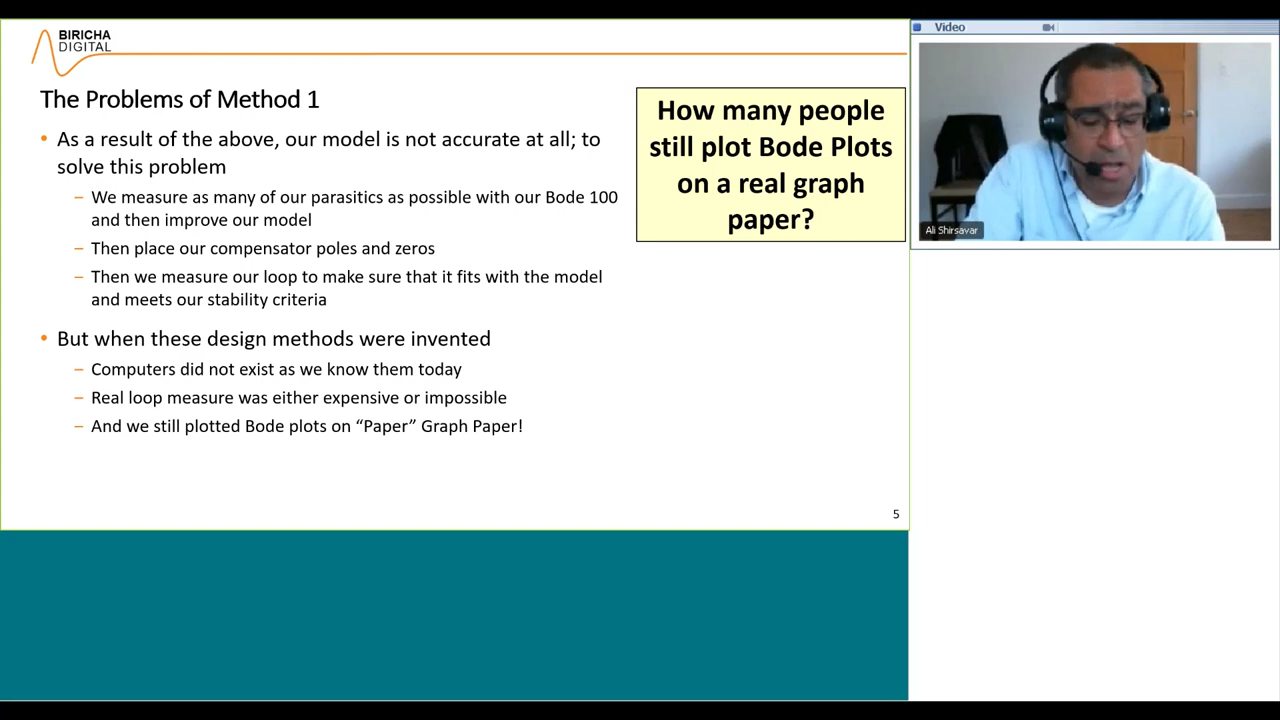 BIRICHA
DIGITAL
The Problems of Method 1
• As a result of the above, our model is not accurate at all; to
solve this problem
– We measure as many of our parasitics as possible with our Bode 100
and then improve our model
– Then place our compensator poles and zeros
– Then we measure our loop to make sure that it fits with the model
and meets our stability criteria
• But when these design methods were invented
– Computers did not exist as we know them today
– Real loop measure was either expensive or impossible
– And we still plotted Bode plots on “Paper” Graph Paper!
How many people
still plot Bode Plots
on a real graph
paper?
5
Video
Ali Shirsavar